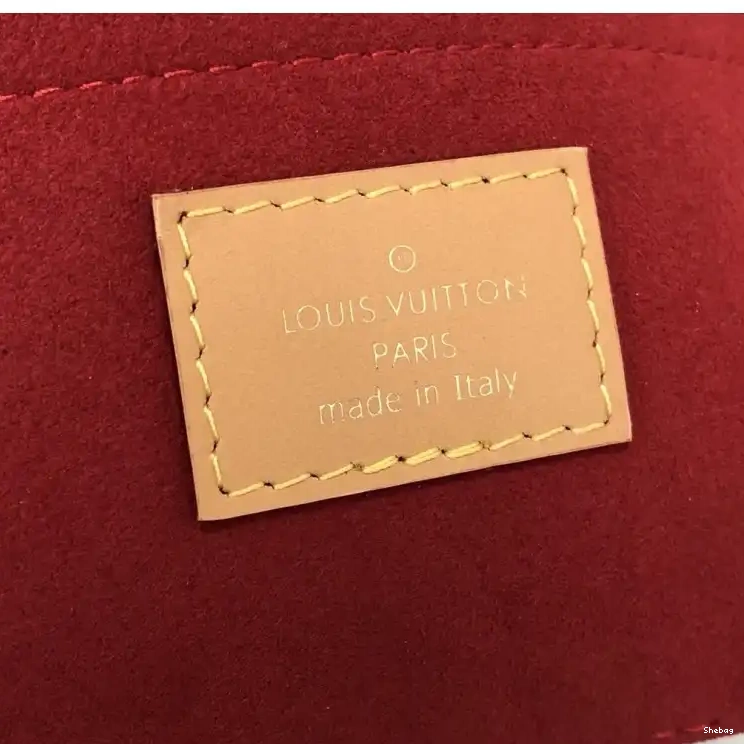 ®
LOUIS VUITTON
PARIS
made in Italy
Shebag